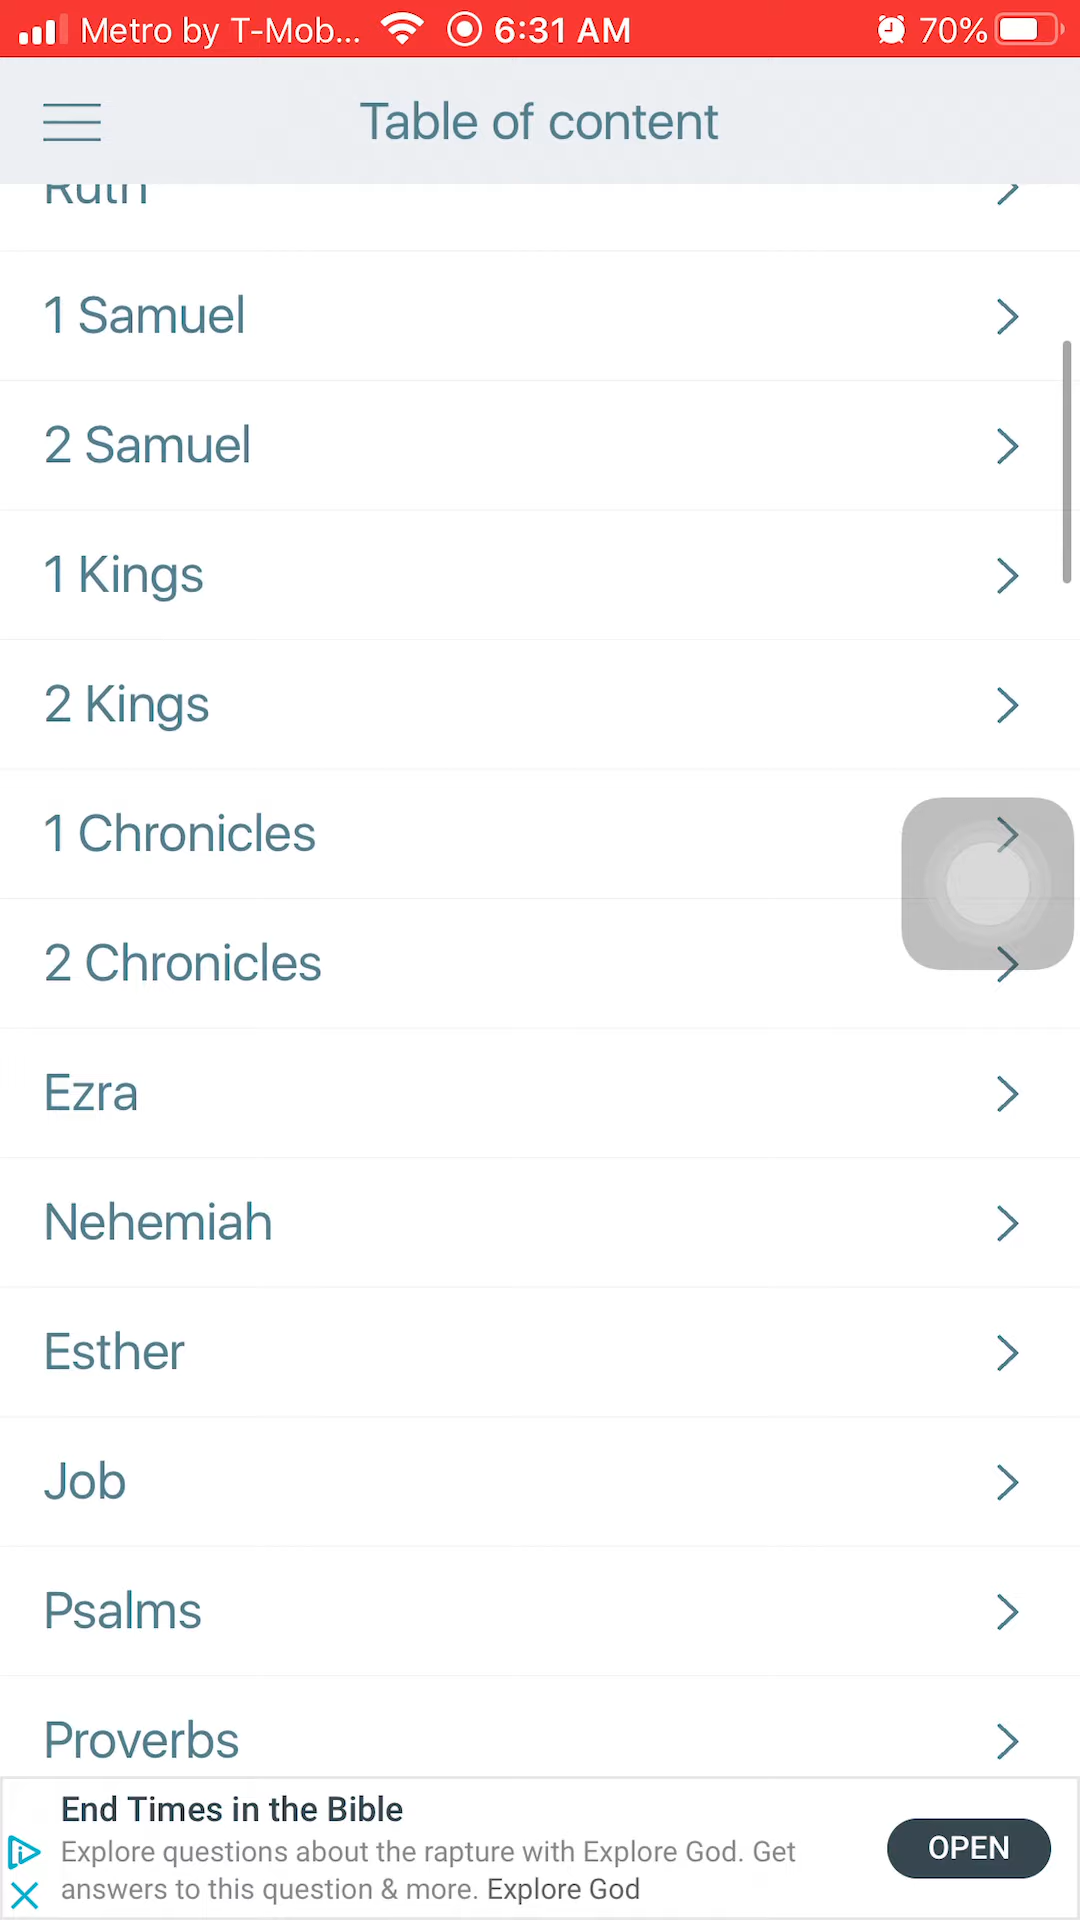 Metro by T-Mob... 6:31 AM 70%
Table of content
Ruth
1 Samuel
2 Samuel
1 Kings
2 Kings
1 Chronicles
2 Chronicles
Ezra
Nehemiah
Esther
Job
Psalms
Proverbs
End Times in the Bible
Explore questions about the rapture with Explore God. Get
answers to this question & more. Explore God
OPEN